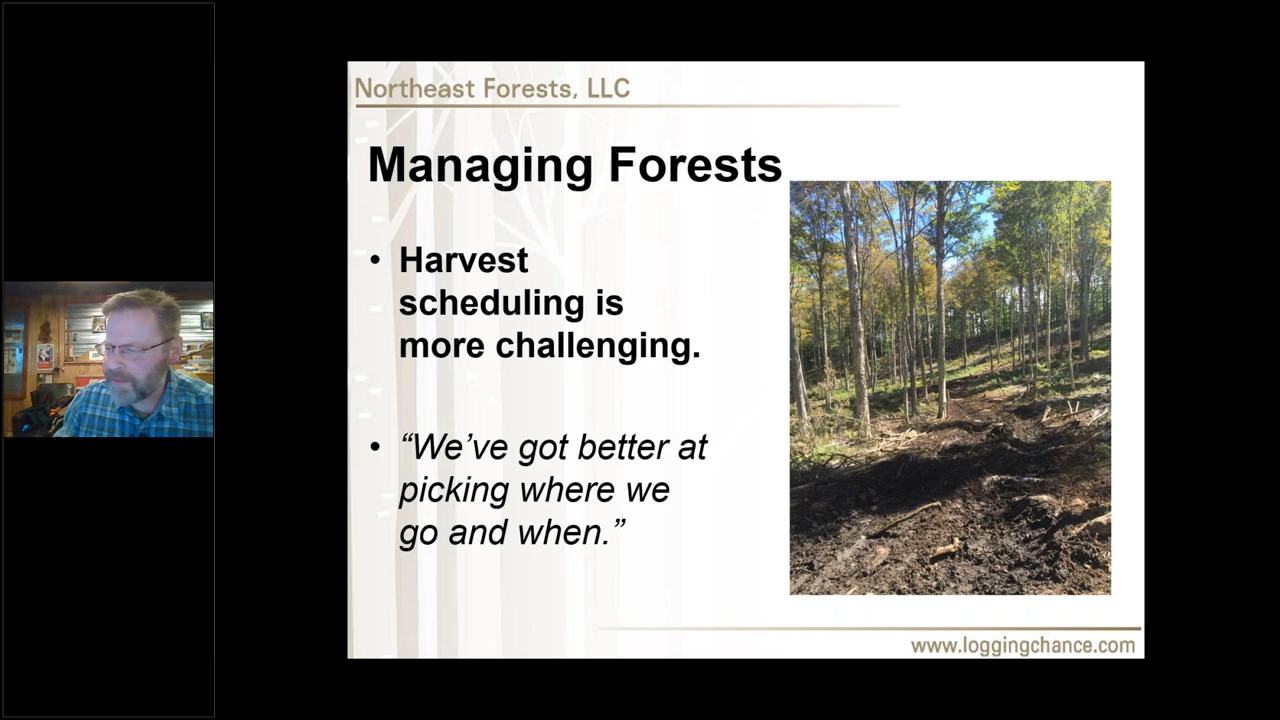 Northeast Forests, LLC
Managing Forests
• Harvest
scheduling is
more challenging.
• “We’ve got better at
picking where we
go and when.”
www.loggingchance.com